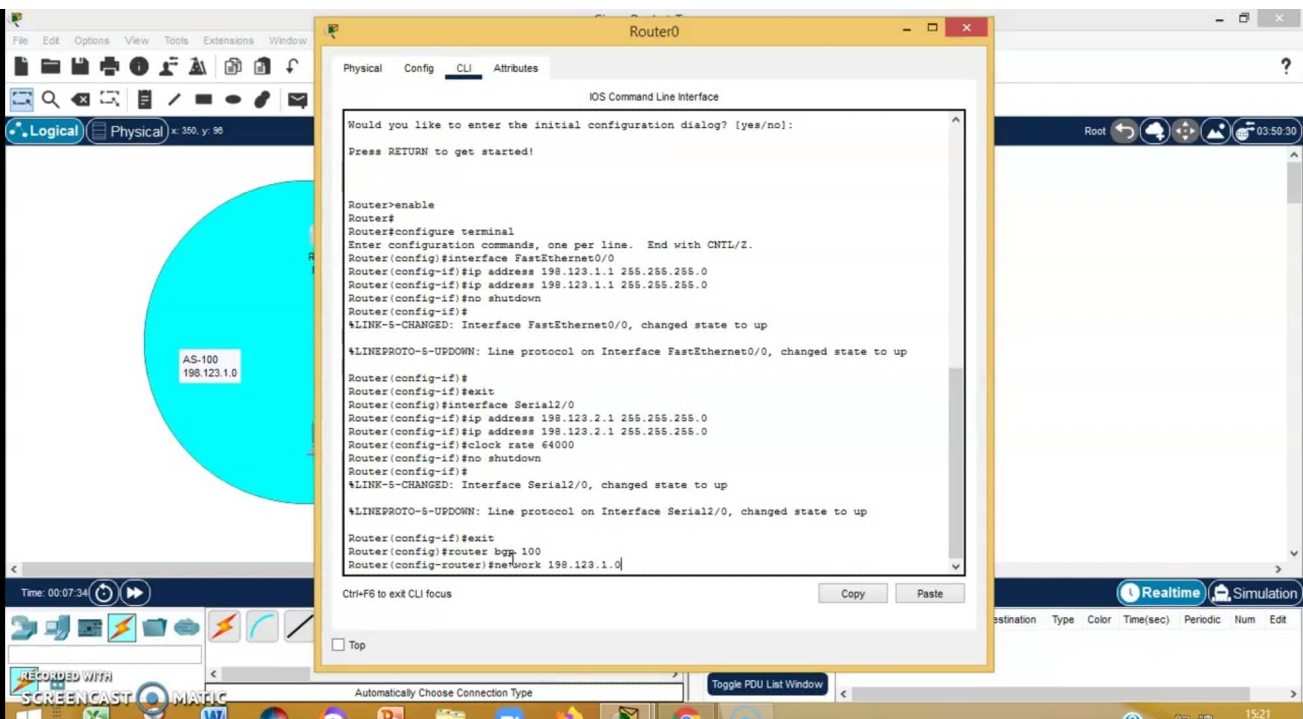 Router0
File Edit Options View Tools Extensions Window
Physical Config CLI Attributes
IOS Command Line Interface
Logical Physical x: 350, y: 98
Root 03:50:30
Would you like to enter the initial configuration dialog? [yes/no]:
Press RETURN to get started!
Router>enable
Router#
Router#configure terminal
Enter configuration commands, one per line. End with CNTL/Z.
Router(config)#interface FastEthernet0/0
Router(config-if)#ip address 198.123.1.1 255.255.255.0
Router(config-if)#ip address 198.123.1.1 255.255.255.0
Router(config-if)#no shutdown
Router(config-if)#
%LINK-5-CHANGED: Interface FastEthernet0/0, changed state to up
%LINEPROTO-5-UPDOWN: Line protocol on Interface FastEthernet0/0, changed state to up
Router(config-if)#
Router(config-if)#exit
Router(config)#interface Serial2/0
Router(config-if)#ip address 198.123.2.1 255.255.255.0
Router(config-if)#ip address 198.123.2.1 255.255.255.0
Router(config-if)#clock rate 64000
Router(config-if)#no shutdown
Router(config-if)#
%LINK-5-CHANGED: Interface Serial2/0, changed state to up
%LINEPROTO-5-UPDOWN: Line protocol on Interface Serial2/0, changed state to up
Router(config-if)#exit
Router(config)#router bgp 100
Router(config-router)#network 198.123.1.0
AS-100
198.123.1.0
Ctrl+F6 to exit CLI focus
Copy Paste
Top
Time: 00:07:34
Realtime Simulation
Type Color Time(sec) Periodic Num Edit
Automatically Choose Connection Type
Toggle PDU List Window
RECORDED WITH
SCREENCAST MATIC
15:21